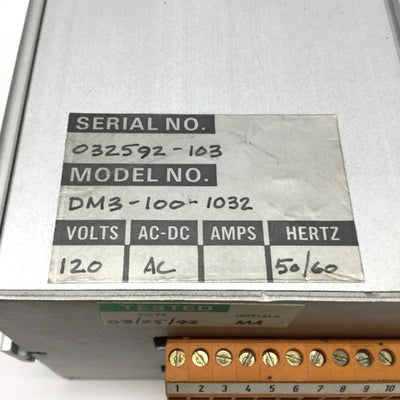 SERIAL NO.
032592-103
MODEL NO.
DM3-100-1032
VOLTS AC-DC AMPS HERTZ
120 AC 50/60
TESTED
DATE INITIALS
03/25/92 MA
1 2 3 4 5 6 7 8 9 10